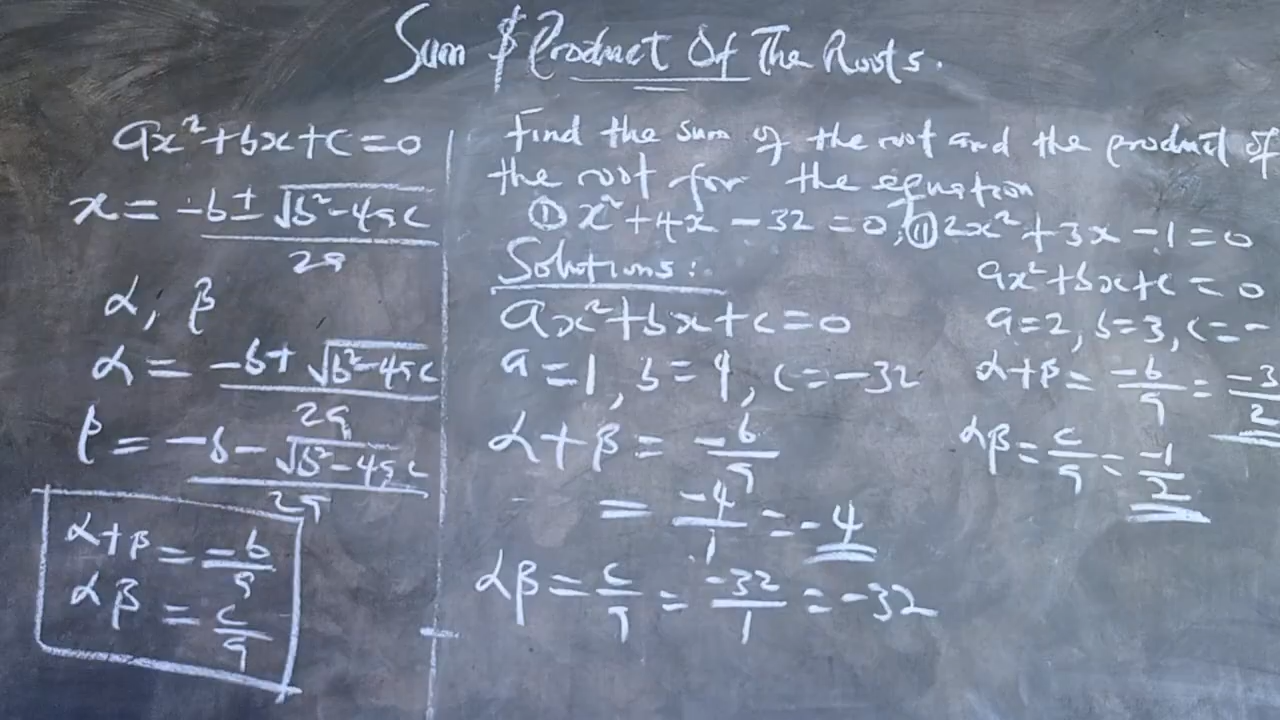 Sum & Product Of The Roots.
ax² + bx + c = 0
x = -b ± √(b² - 4ac) / 2a
α, β
α = -b + √(b² - 4ac) / 2a
β = -b - √(b² - 4ac) / 2a
α + β = -b/a
αβ = c/a
Find the sum of the root and the product of
the root for the equation
① x² + 4x - 32 = 0, ⑪ 2x² + 3x - 1 = 0
Solutions:
ax² + bx + c = 0
a = 1, b = 4, c = -32
α + β = -b/a
= -4/1 = -4
αβ = c/a = -32/1 = -32
ax² + bx + c = 0
a = 2, b = 3, c = -
α + β = -b/a = -3/2
αβ = c/a = -1/2